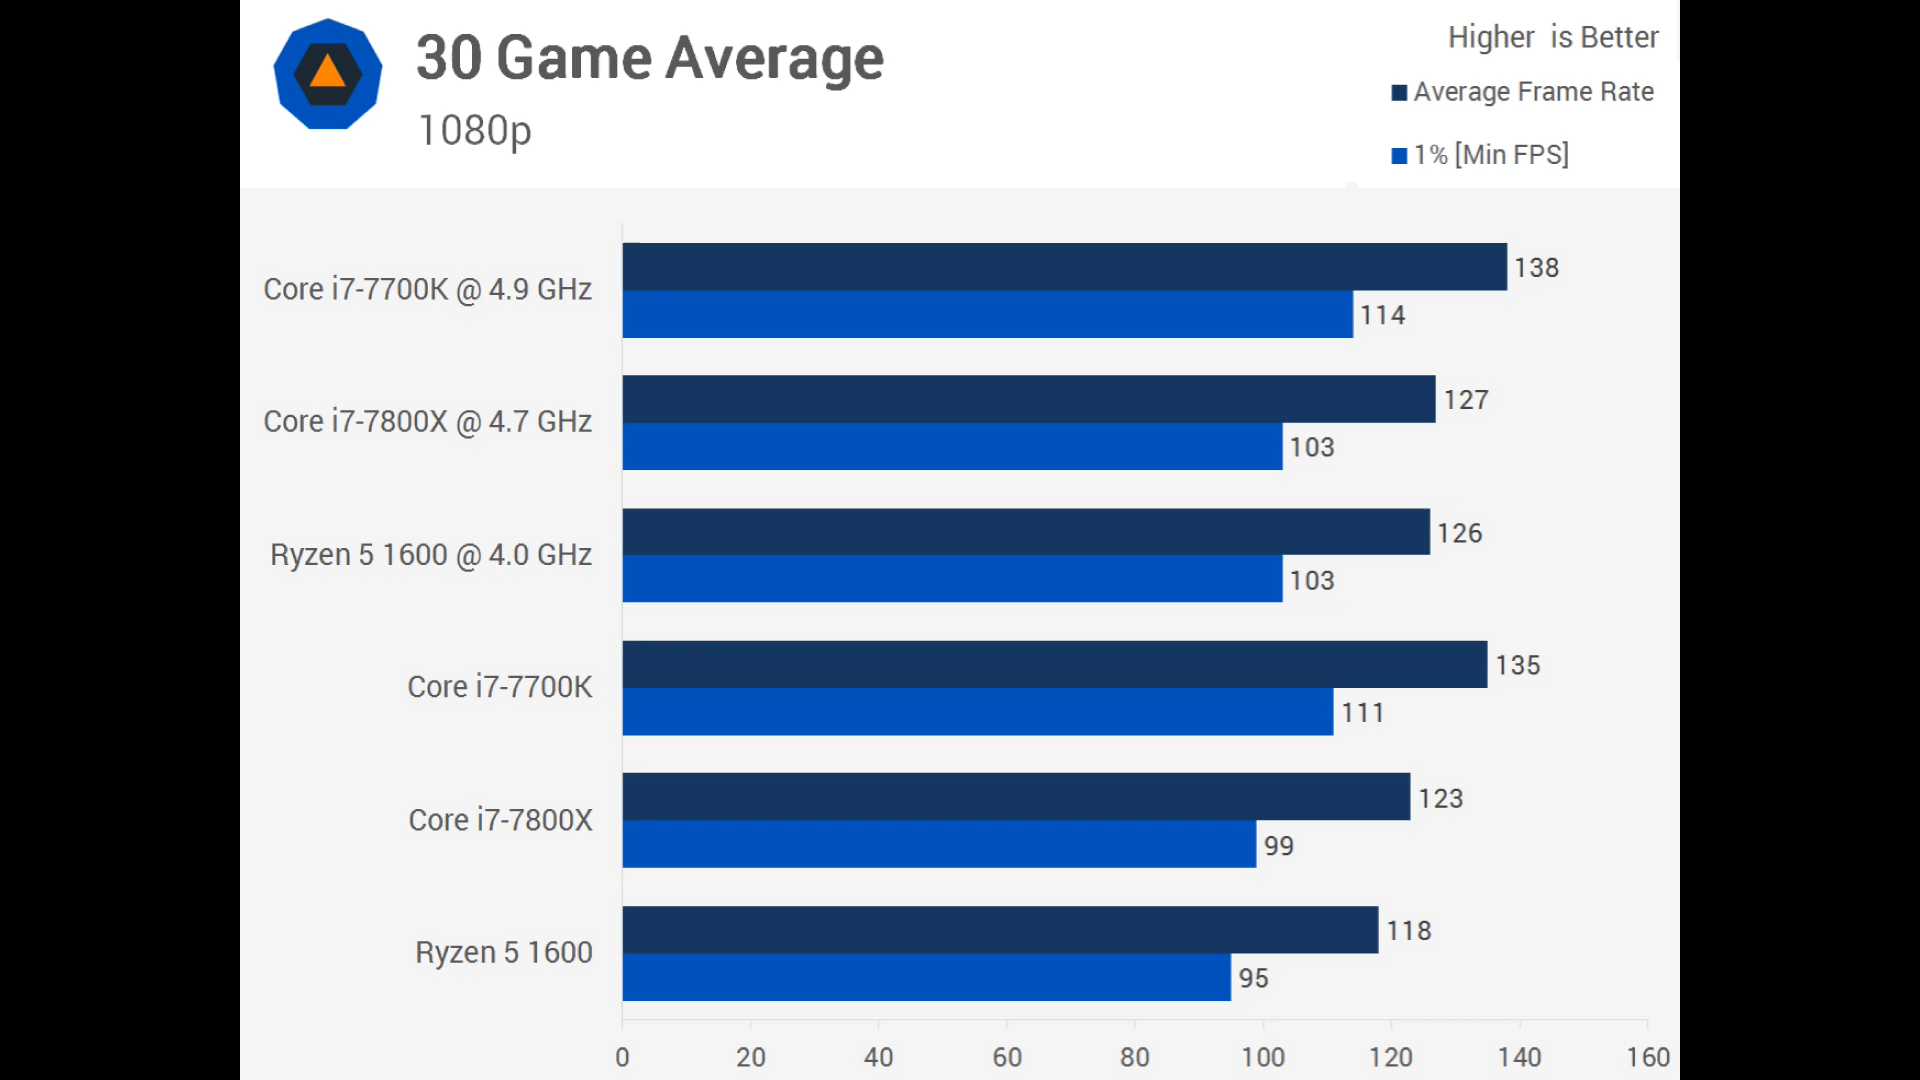 30 Game Average
1080p
Higher is Better
Average Frame Rate
1% [Min FPS]
Core i7-7700K @ 4.9 GHz
138
114
Core i7-7800X @ 4.7 GHz
127
103
Ryzen 5 1600 @ 4.0 GHz
126
103
Core i7-7700K
135
111
Core i7-7800X
123
99
Ryzen 5 1600
118
95
0 20 40 60 80 100 120 140 160